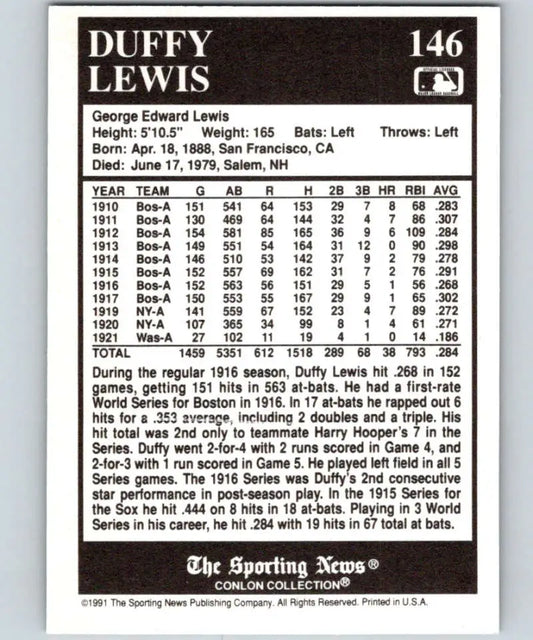 DUFFY
LEWIS
146
George Edward Lewis
Height: 5'10.5" Weight: 165 Bats: Left Throws: Left
Born: Apr. 18, 1888, San Francisco, CA
Died: June 17, 1979, Salem, NH
YEAR TEAM G AB R H 2B 3B HR RBI AVG
1910 Bos-A 151 541 64 153 29 7 8 68 .283
1911 Bos-A 130 469 64 144 32 4 7 86 .307
1912 Bos-A 154 581 85 165 36 9 6 109 .284
1913 Bos-A 149 551 54 164 31 12 0 90 .298
1914 Bos-A 146 510 53 142 37 9 2 79 .278
1915 Bos-A 152 557 69 162 31 7 2 76 .291
1916 Bos-A 152 563 56 151 29 5 1 56 .268
1917 Bos-A 150 553 55 167 29 9 1 65 .302
1919 NY-A 141 559 67 152 23 4 7 89 .272
1920 NY-A 107 365 34 99 8 1 4 61 .271
1921 Was-A 27 102 11 19 4 1 0 14 .186
TOTAL 1459 5351 612 1518 289 68 38 793 .284
During the regular 1916 season, Duffy Lewis hit .268 in 152
games, getting 151 hits in 563 at-bats. He had a first-rate
World Series for Boston in 1916. In 17 at-bats he rapped out 6
hits for a .353 average, including 2 doubles and a triple. His
hit total was 2nd only to teammate Harry Hooper's 7 in the
Series. Duffy went 2-for-4 with 2 runs scored in Game 4, and
2-for-3 with 1 run scored in Game 5. He played left field in all 5
Series games. The 1916 Series was Duffy's 2nd consecutive
star performance in post-season play. In the 1915 Series for
the Sox he hit .444 on 8 hits in 18 at-bats. Playing in 3 World
Series in his career, he hit .284 with 19 hits in 67 total at bats.
The Sporting News®
CONLON COLLECTION®
©1991 The Sporting News Publishing Company. All Rights Reserved. Printed in U.S.A.